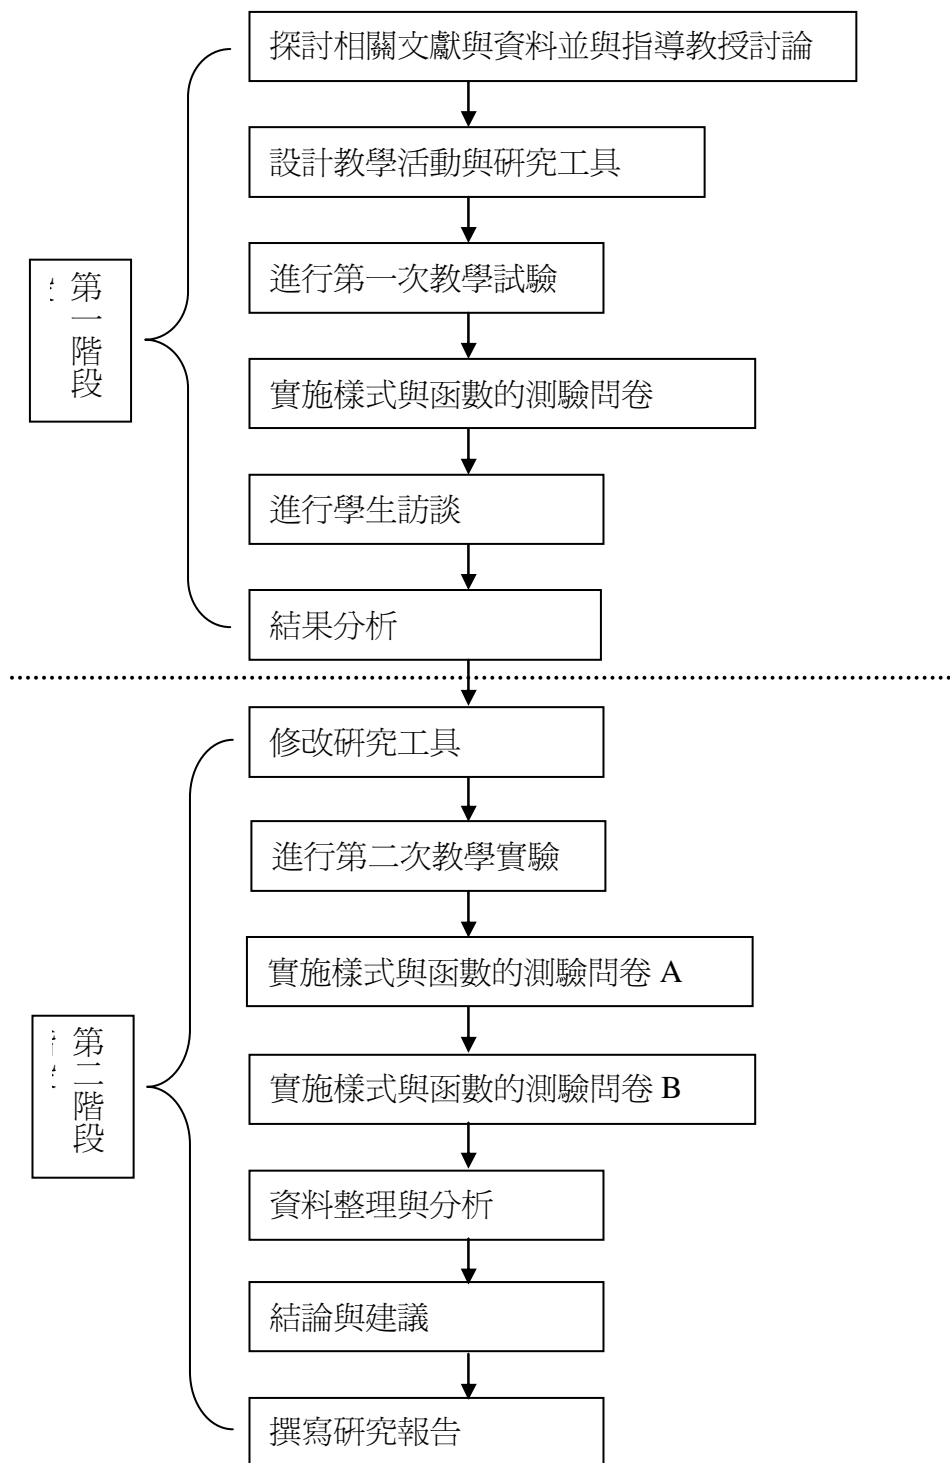 探討相關文獻與資料並與指導教授討論
設計教學活動與研究工具
進行第一次教學試驗
實施樣式與函數的測驗問卷
進行學生訪談
結果分析
第一階段
修改研究工具
進行第二次教學實驗
實施樣式與函數的測驗問卷 A
實施樣式與函數的測驗問卷 B
資料整理與分析
結論與建議
撰寫研究報告
第二階段